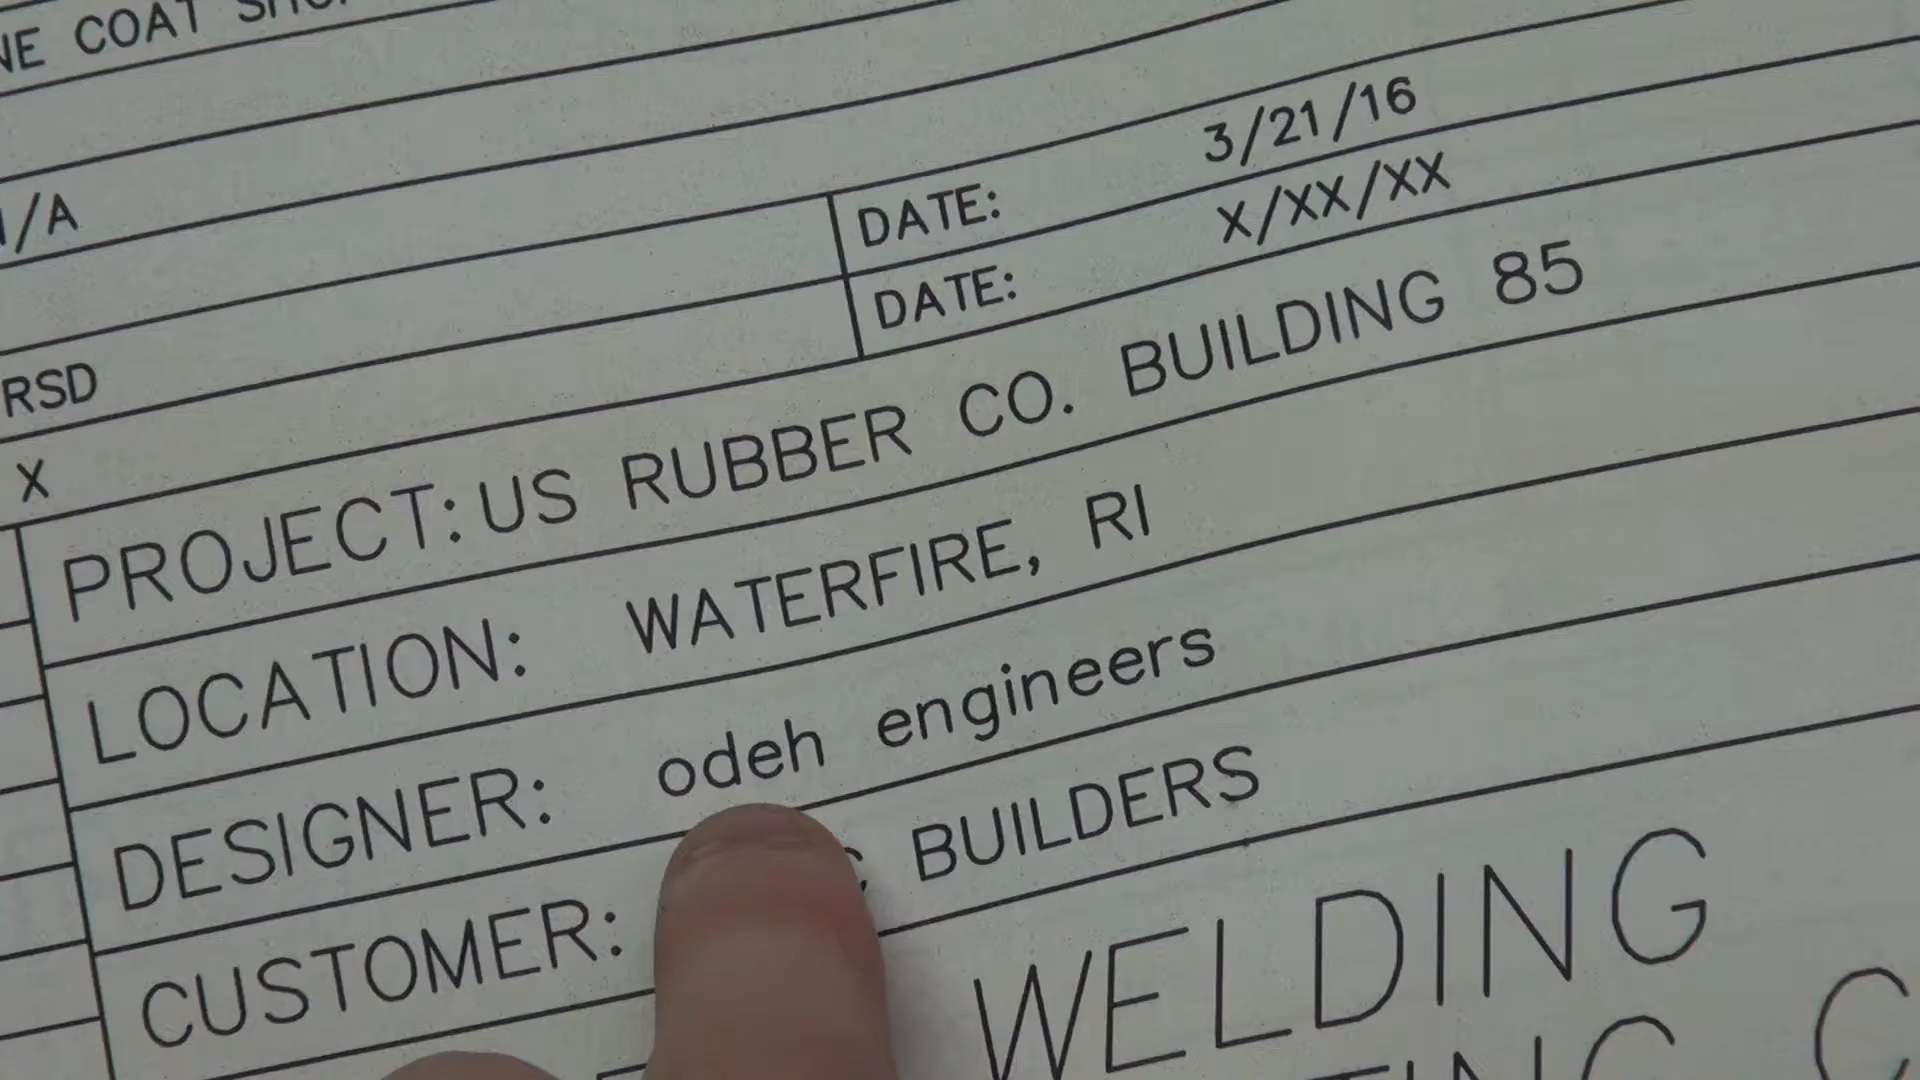 COAT
3/21/16
/A DATE:
X/XX/XX
DATE:
RSD
X
PROJECT: US RUBBER CO. BUILDING 85
LOCATION: WATERFIRE, RI
DESIGNER: odeh engineers
CUSTOMER: BUILDERS
WELDING